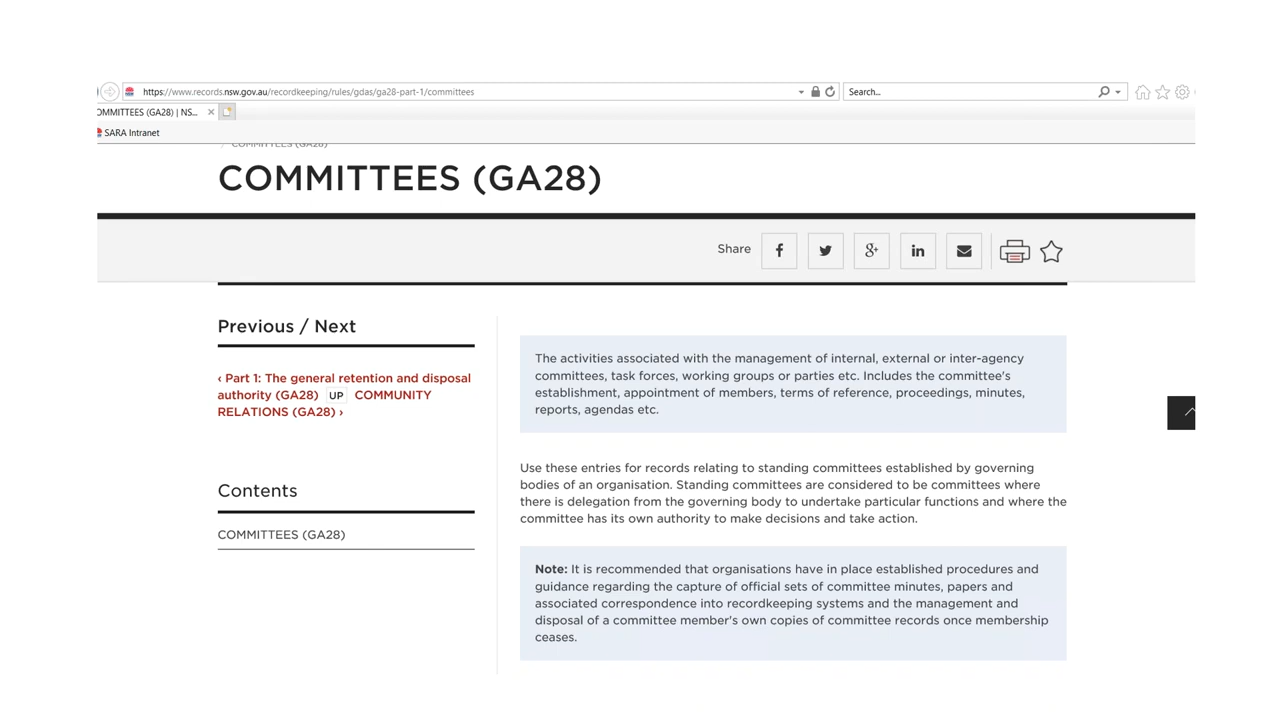 https://www.records.nsw.gov.au/recordkeeping/rules/gdas/ga28-part-1/committees
Search...
OMMITTEES (GA28) | NS...
SARA Intranet
/ COMMITTEES (GA28)
COMMITTEES (GA28)
Share
Previous / Next
‹ Part 1: The general retention and disposal
authority (GA28) UP COMMUNITY
RELATIONS (GA28) ›
Contents
COMMITTEES (GA28)
The activities associated with the management of internal, external or inter-agency
committees, task forces, working groups or parties etc. Includes the committee's
establishment, appointment of members, terms of reference, proceedings, minutes,
reports, agendas etc.
Use these entries for records relating to standing committees established by governing
bodies of an organisation. Standing committees are considered to be committees where
there is delegation from the governing body to undertake particular functions and where the
committee has its own authority to make decisions and take action.
Note: It is recommended that organisations have in place established procedures and
guidance regarding the capture of official sets of committee minutes, papers and
associated correspondence into recordkeeping systems and the management and
disposal of a committee member's own copies of committee records once membership
ceases.